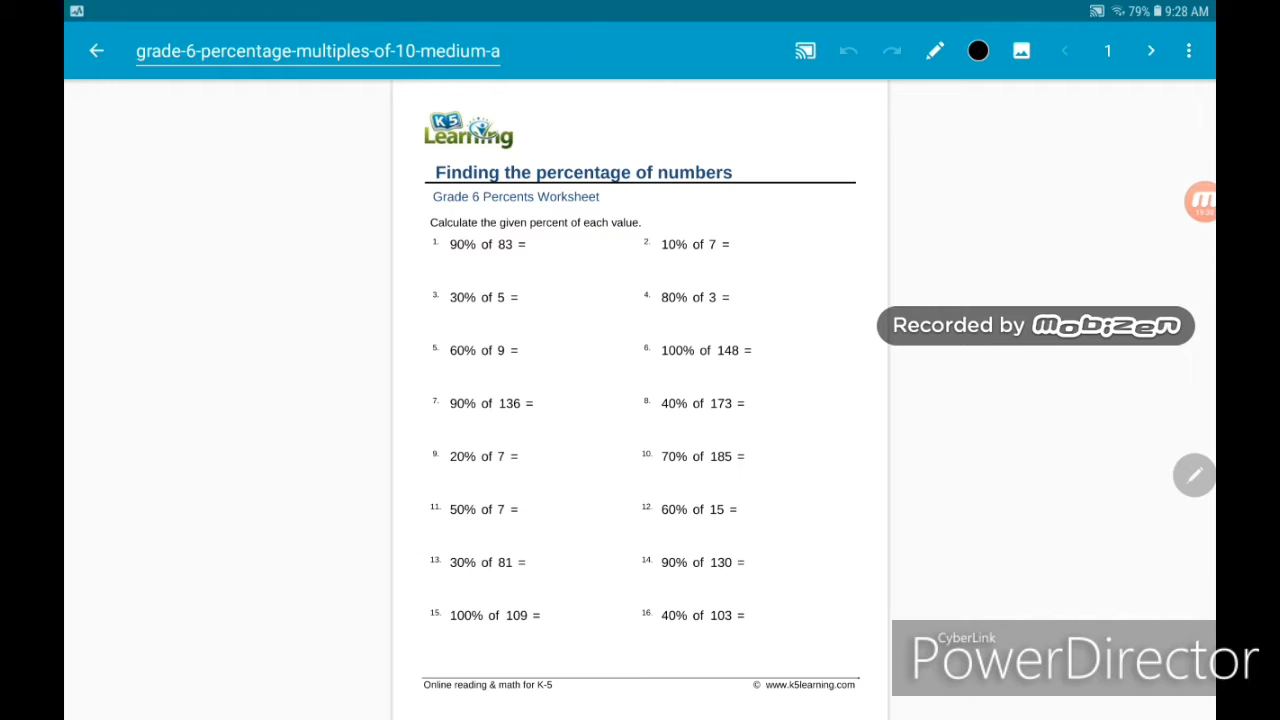 79% 9:28 AM
grade-6-percentage-multiples-of-10-medium-a
1
K5
Learning
Finding the percentage of numbers
Grade 6 Percents Worksheet
Calculate the given percent of each value.
1. 90% of 83 =
2. 10% of 7 =
3. 30% of 5 =
4. 80% of 3 =
5. 60% of 9 =
6. 100% of 148 =
7. 90% of 136 =
8. 40% of 173 =
9. 20% of 7 =
10. 70% of 185 =
11. 50% of 7 =
12. 60% of 15 =
13. 30% of 81 =
14. 90% of 130 =
15. 100% of 109 =
16. 40% of 103 =
Online reading & math for K-5
© www.k5learning.com
Recorded by Mobizen
CyberLink
PowerDirector